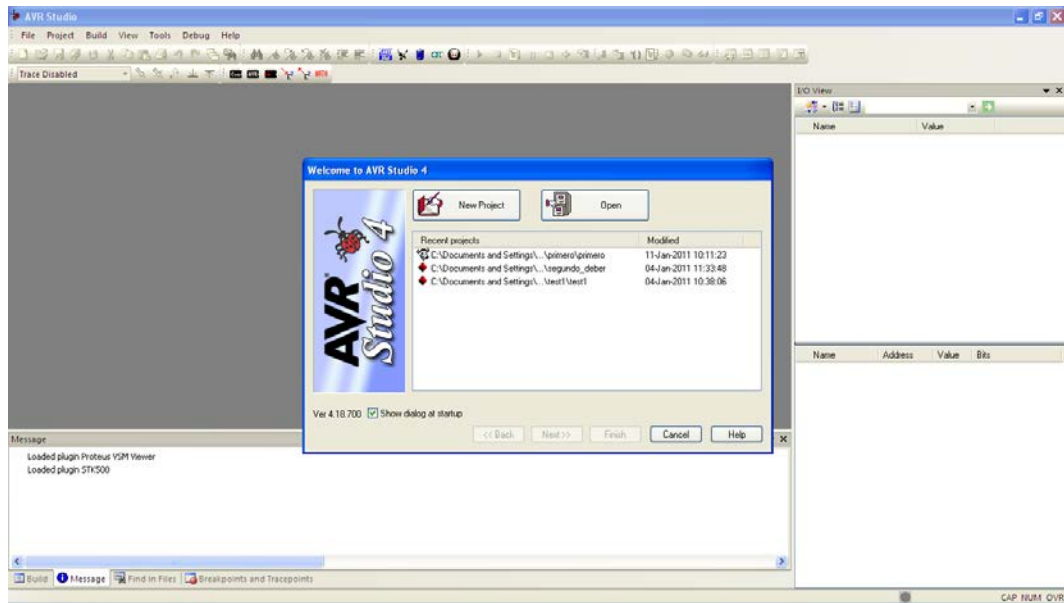 AVR Studio
File Project Build View Tools Debug Help
Trace Disabled
I/O View
Name Value
Welcome to AVR Studio 4
New Project
Open
AVR Studio 4
Recent projects Modified
C:\Documents and Settings\...\primero\primero 11-Jan-2011 10:11:23
C:\Documents and Settings\...\segundo_deber 04-Jan-2011 11:33:48
C:\Documents and Settings\...\test1\test1 04-Jan-2011 10:38:06
Ver 4.18.700 Show dialog at startup
<< Back Next >> Finish Cancel Help
Name Address Value Bits
Message
Loaded plugin Proteus VSM Viewer
Loaded plugin STK500
Build Message Find in Files Breakpoints and Tracepoints
CAP NUM OVR